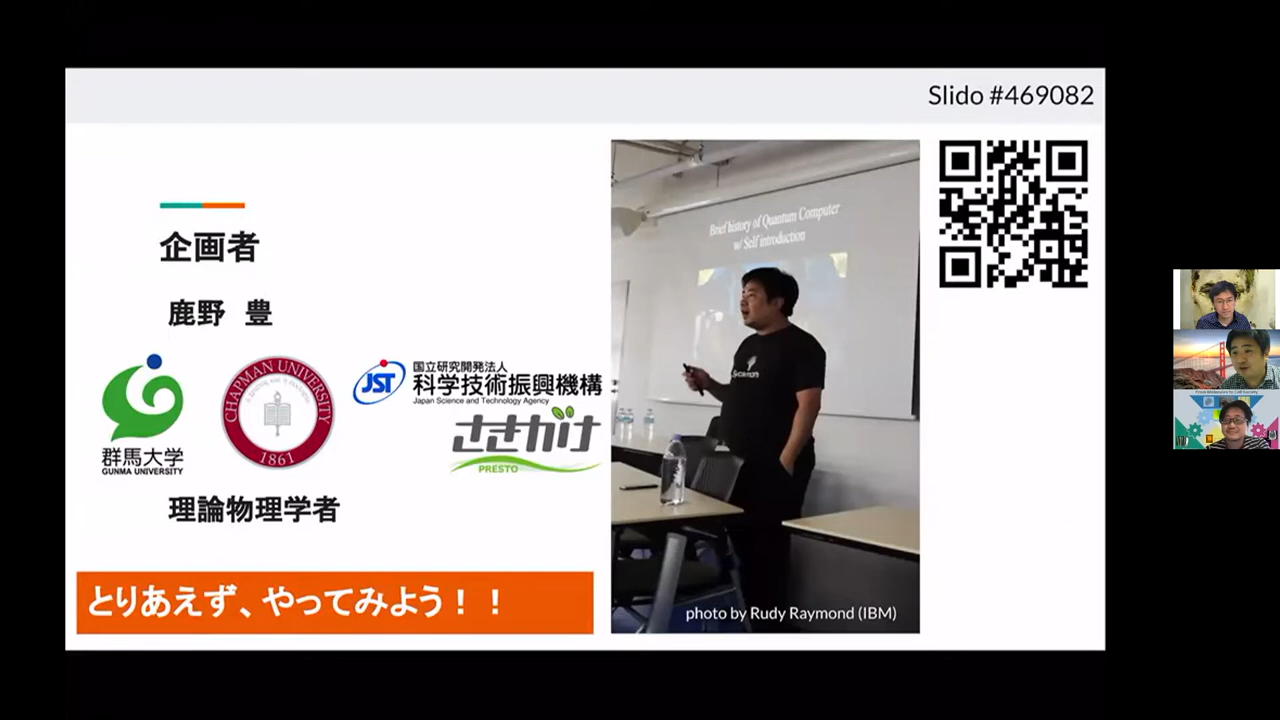 Slido #469082
企画者
鹿野 豊
群馬大学
GUNMA UNIVERSITY
CHAPMAN UNIVERSITY
1861
JST
国立研究開発法人
科学技術振興機構
Japan Science and Technology Agency
さきがけ
PRESTO
理論物理学者
とりあえず、やってみよう！！
Brief history of Quantum Computer
w/ Self introduction
photo by Rudy Raymond (IBM)